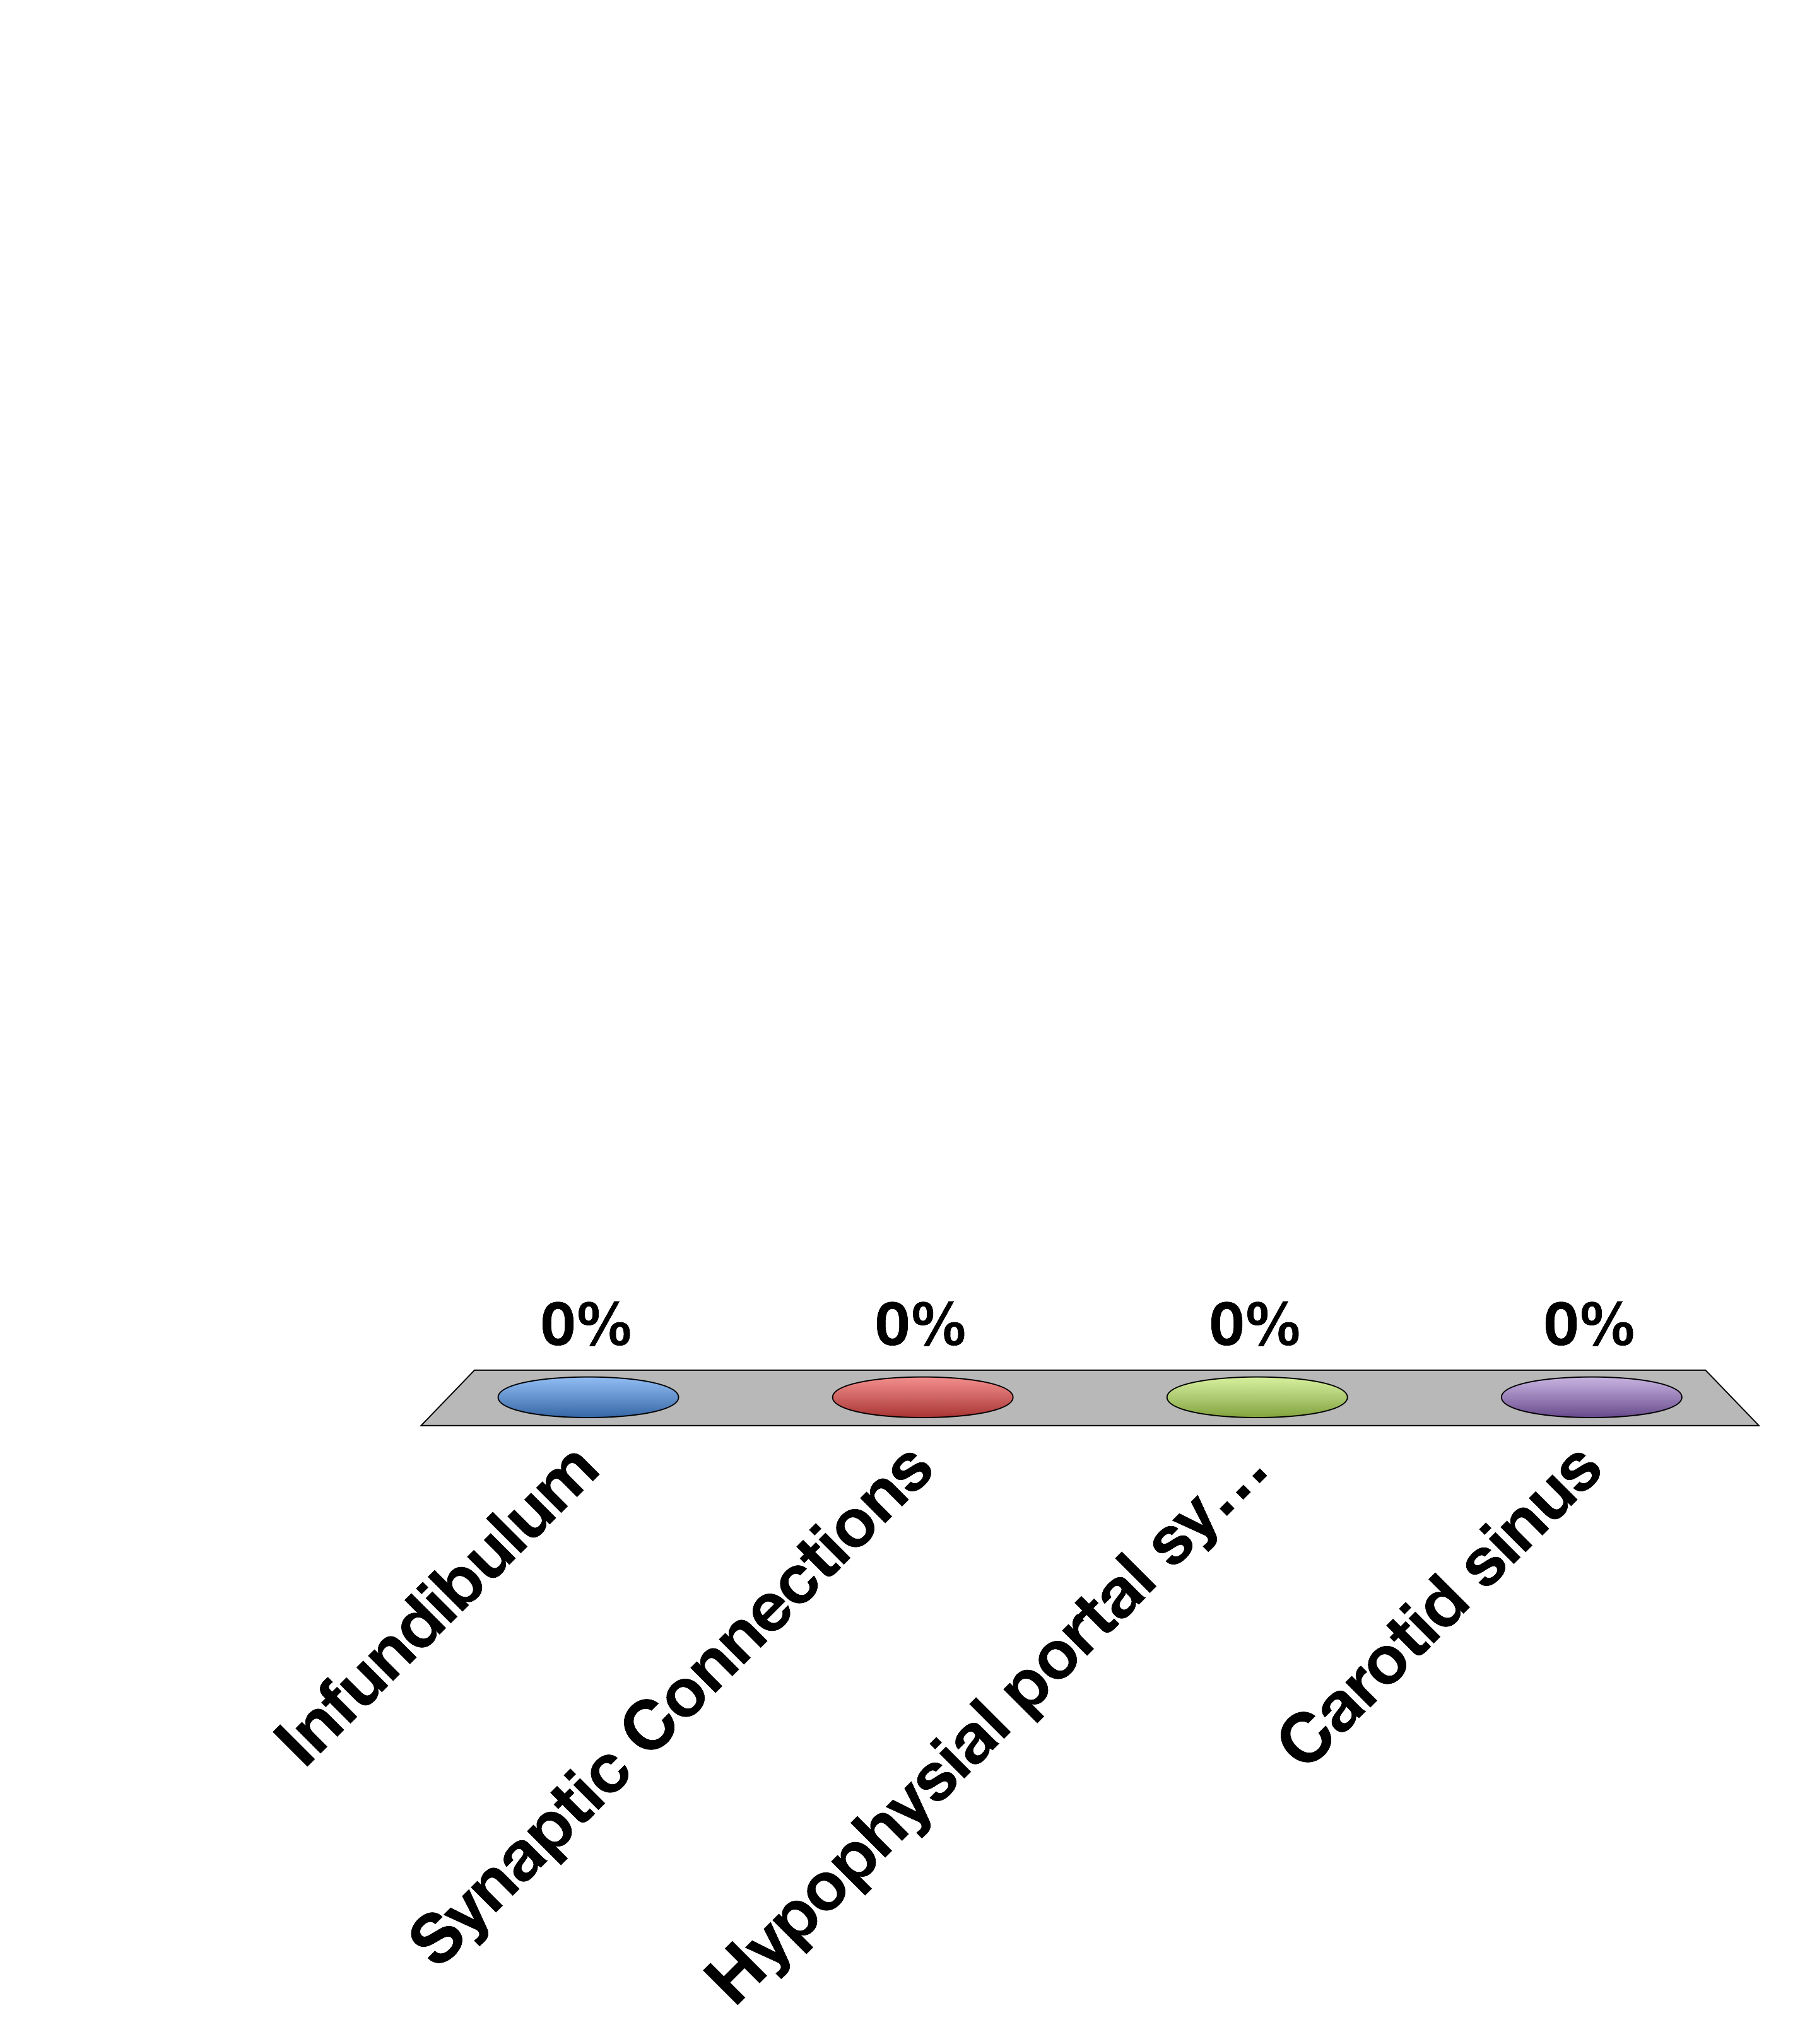 0% 0% 0% 0%
Infundibulum
Synaptic Connections
Hypophysial portal sy...
Carotid sinus